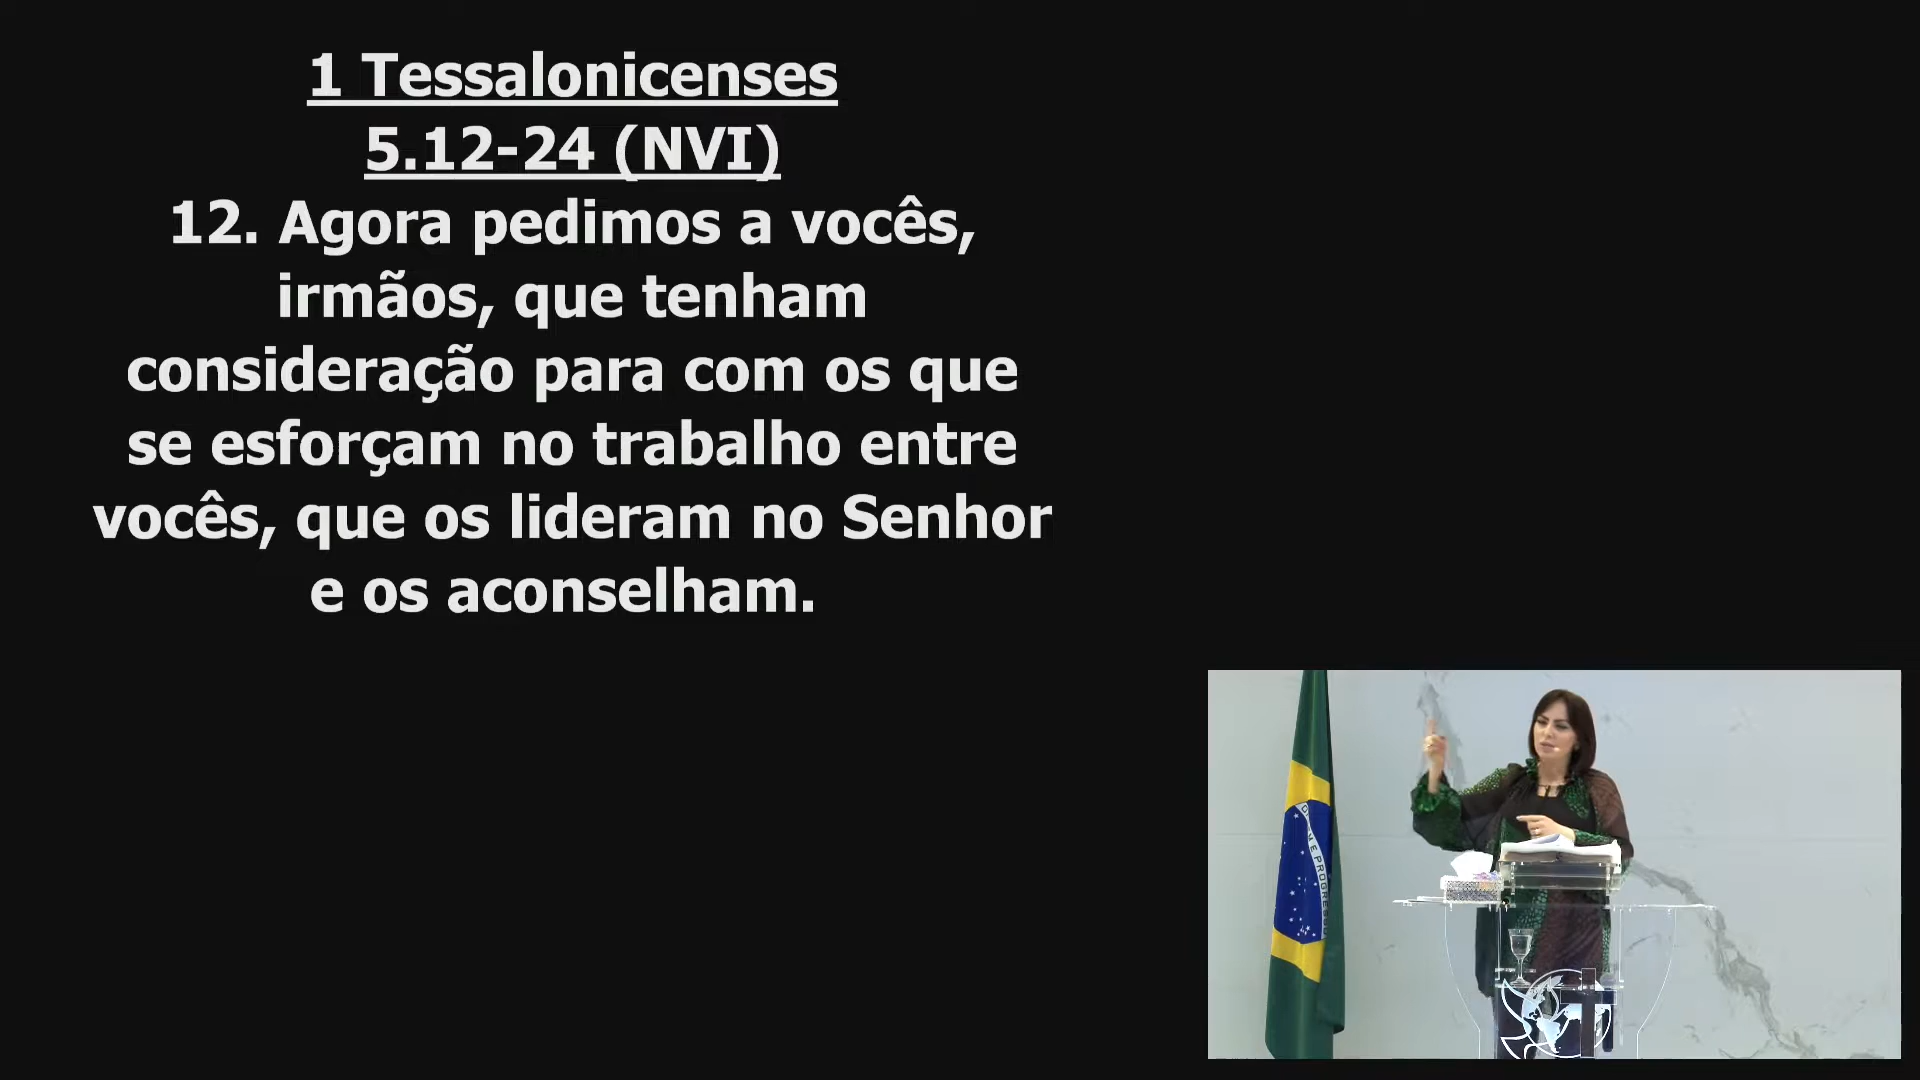 1 Tessalonicenses
5.12-24 (NVI)
12. Agora pedimos a vocês,
irmãos, que tenham
consideração para com os que
se esforçam no trabalho entre
vocês, que os lideram no Senhor
e os aconselham.
E PROGRES